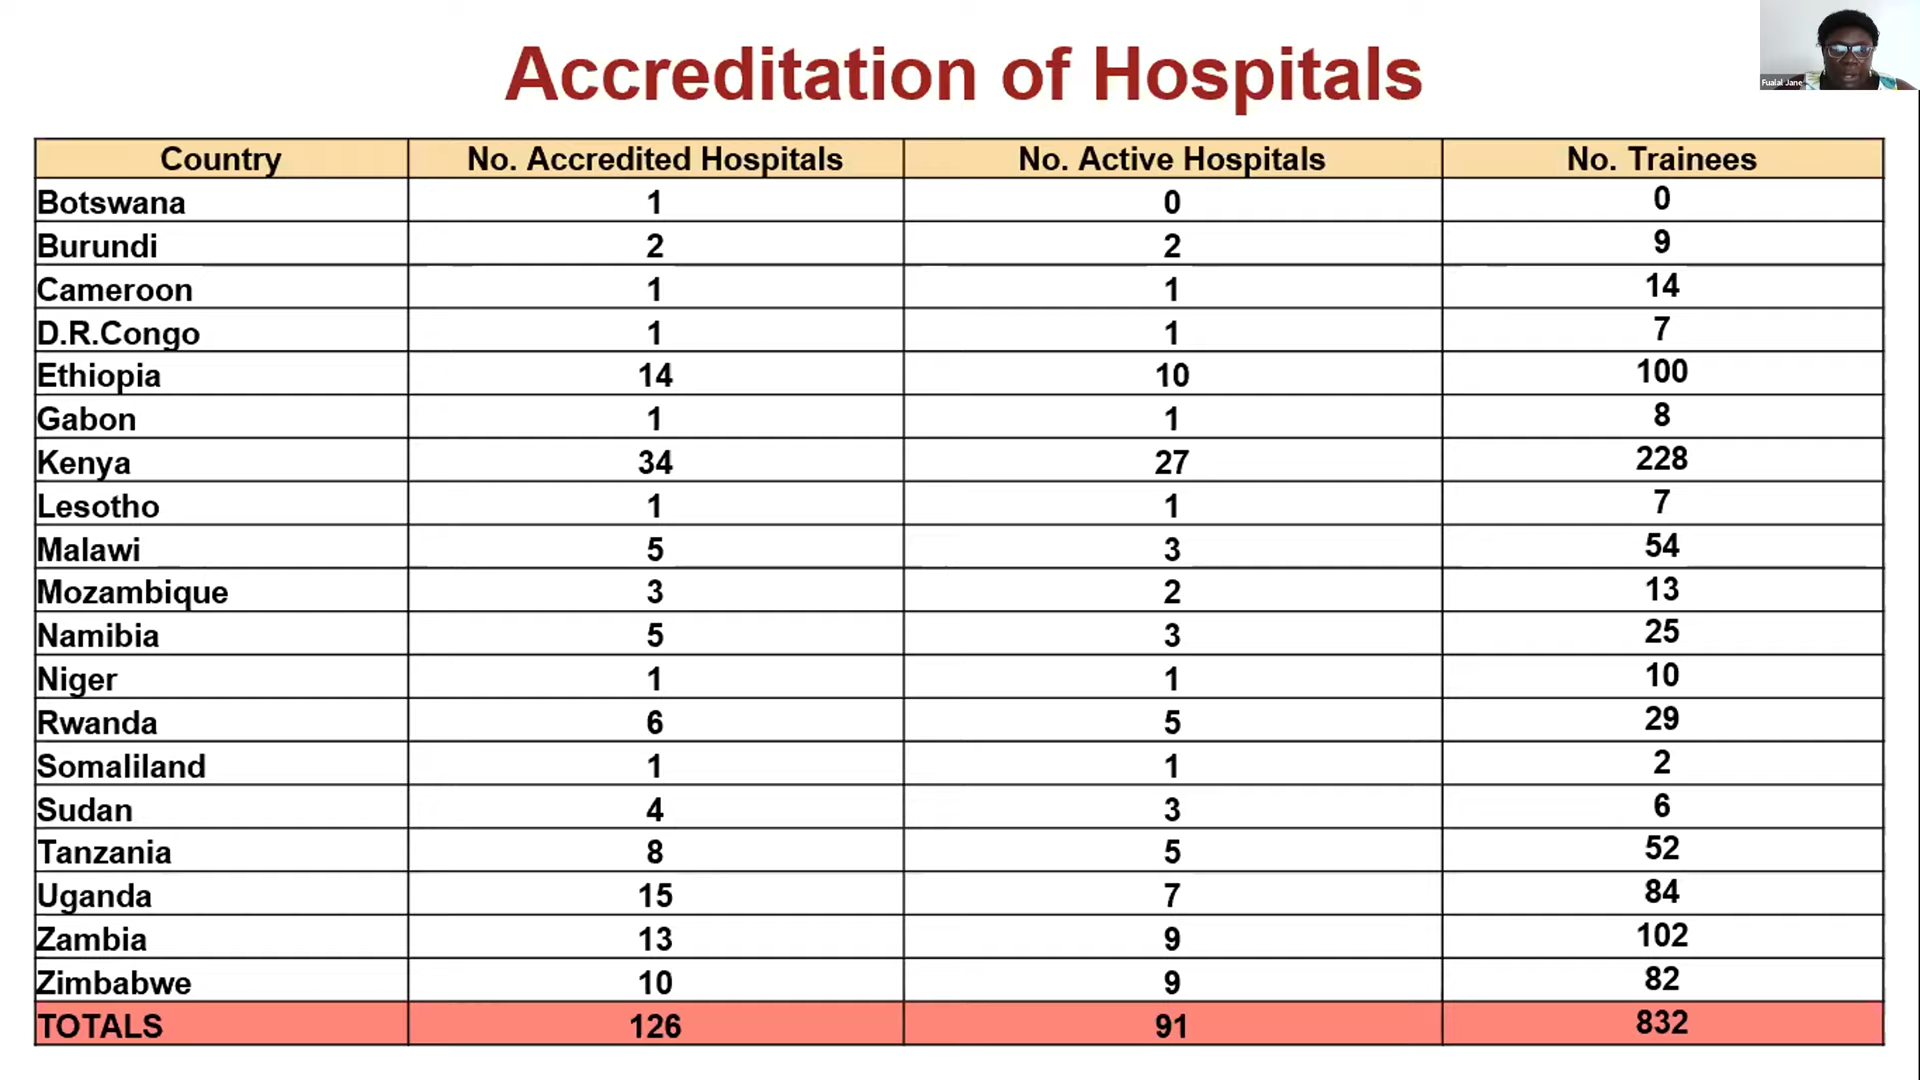 Accreditation of Hospitals
Fualal Jane
Country No. Accredited Hospitals No. Active Hospitals No. Trainees
Botswana 1 0 0
Burundi 2 2 9
Cameroon 1 1 14
D.R.Congo 1 1 7
Ethiopia 14 10 100
Gabon 1 1 8
Kenya 34 27 228
Lesotho 1 1 7
Malawi 5 3 54
Mozambique 3 2 13
Namibia 5 3 25
Niger 1 1 10
Rwanda 6 5 29
Somaliland 1 1 2
Sudan 4 3 6
Tanzania 8 5 52
Uganda 15 7 84
Zambia 13 9 102
Zimbabwe 10 9 82
TOTALS 126 91 832